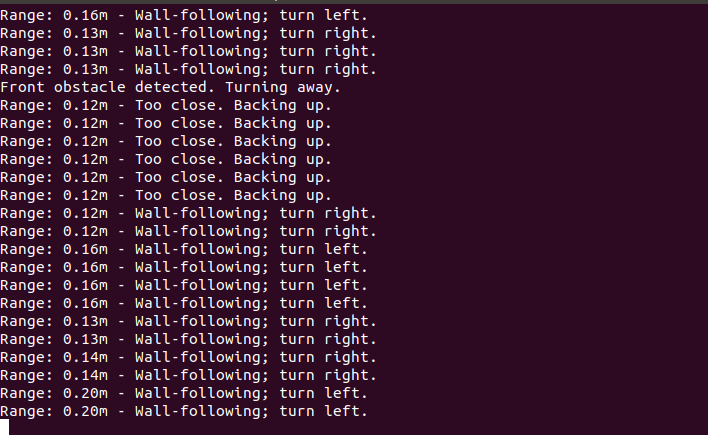 Range: 0.16m - Wall-following; turn left.
Range: 0.13m - Wall-following; turn right.
Range: 0.13m - Wall-following; turn right.
Range: 0.13m - Wall-following; turn right.
Front obstacle detected. Turning away.
Range: 0.12m - Too close. Backing up.
Range: 0.12m - Too close. Backing up.
Range: 0.12m - Too close. Backing up.
Range: 0.12m - Too close. Backing up.
Range: 0.12m - Too close. Backing up.
Range: 0.12m - Too close. Backing up.
Range: 0.12m - Wall-following; turn right.
Range: 0.12m - Wall-following; turn right.
Range: 0.16m - Wall-following; turn left.
Range: 0.16m - Wall-following; turn left.
Range: 0.16m - Wall-following; turn left.
Range: 0.16m - Wall-following; turn left.
Range: 0.13m - Wall-following; turn right.
Range: 0.13m - Wall-following; turn right.
Range: 0.14m - Wall-following; turn right.
Range: 0.14m - Wall-following; turn right.
Range: 0.20m - Wall-following; turn left.
Range: 0.20m - Wall-following; turn left.